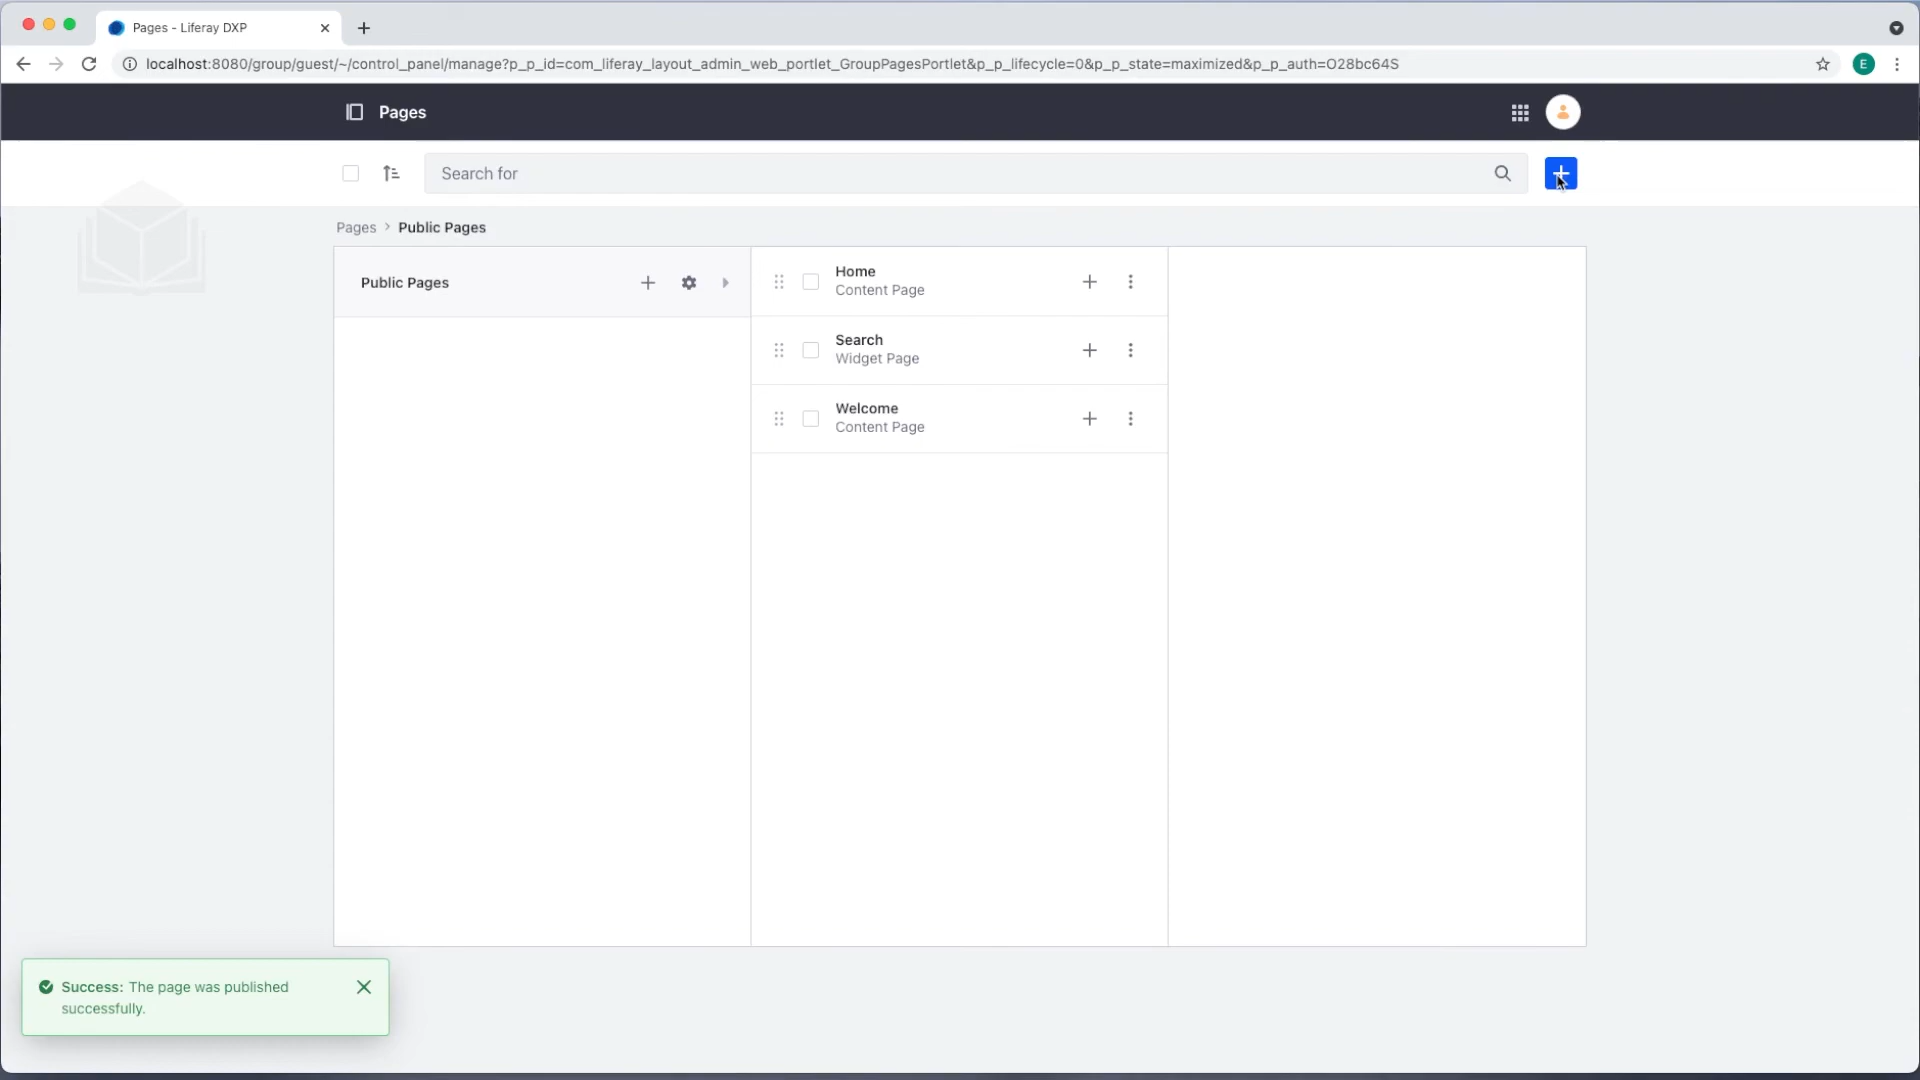 Pages - Liferay DXP
localhost:8080/group/guest/~/control_panel/manage?p_p_id=com_liferay_layout_admin_web_portlet_GroupPagesPortlet&p_p_lifecycle=0&p_p_state=maximized&p_p_auth=O28bc64S
E
Pages
Search for
Pages > Public Pages
Public Pages
Home
Content Page
Search
Widget Page
Welcome
Content Page
Success: The page was published
successfully.